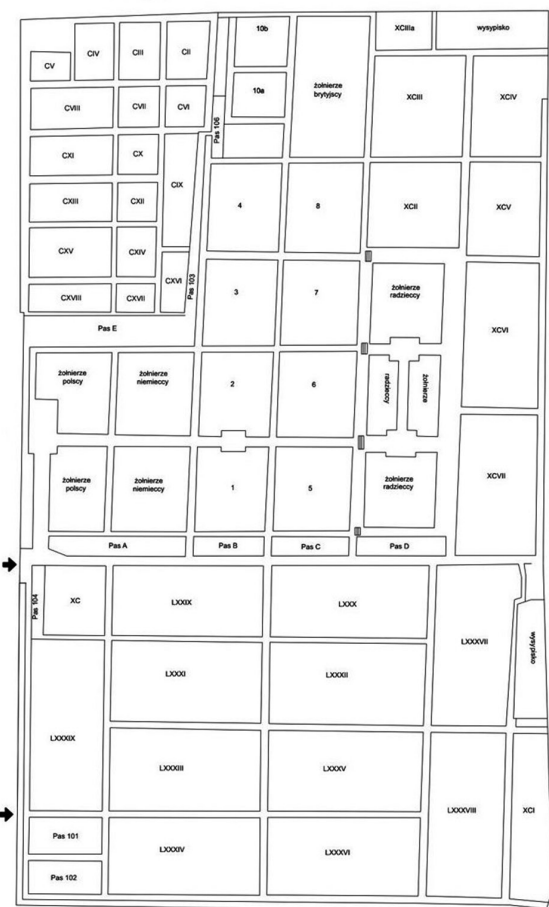 10b
XCIIIa
wysypisko
CIV
CIII
CII
CV
żołnierze
brytyjscy
XCIII
XCIV
10a
CVIII
CVII
CVI
Pas 106
CXI
CX
CIX
4
8
XCII
XCV
CXIII
CXII
CXV
CXIV
CXVI
Pas 103
3
7
żołnierze
radzieccy
CXVIII
CXVII
Pas E
XCVI
żołnierze
polscy
żołnierze
niemieccy
2
6
radzieccy
żołnierze
żołnierze
polscy
żołnierze
niemieccy
1
5
żołnierze
radzieccy
XCVII
Pas A
Pas B
Pas C
Pas D
Pas 104
XC
LXXIX
LXXX
LXXXVII
wysypisko
LXXXI
LXXXII
LXXXIX
LXXXIII
LXXXV
LXXXVIII
XCI
Pas 101
LXXXIV
LXXXVI
Pas 102